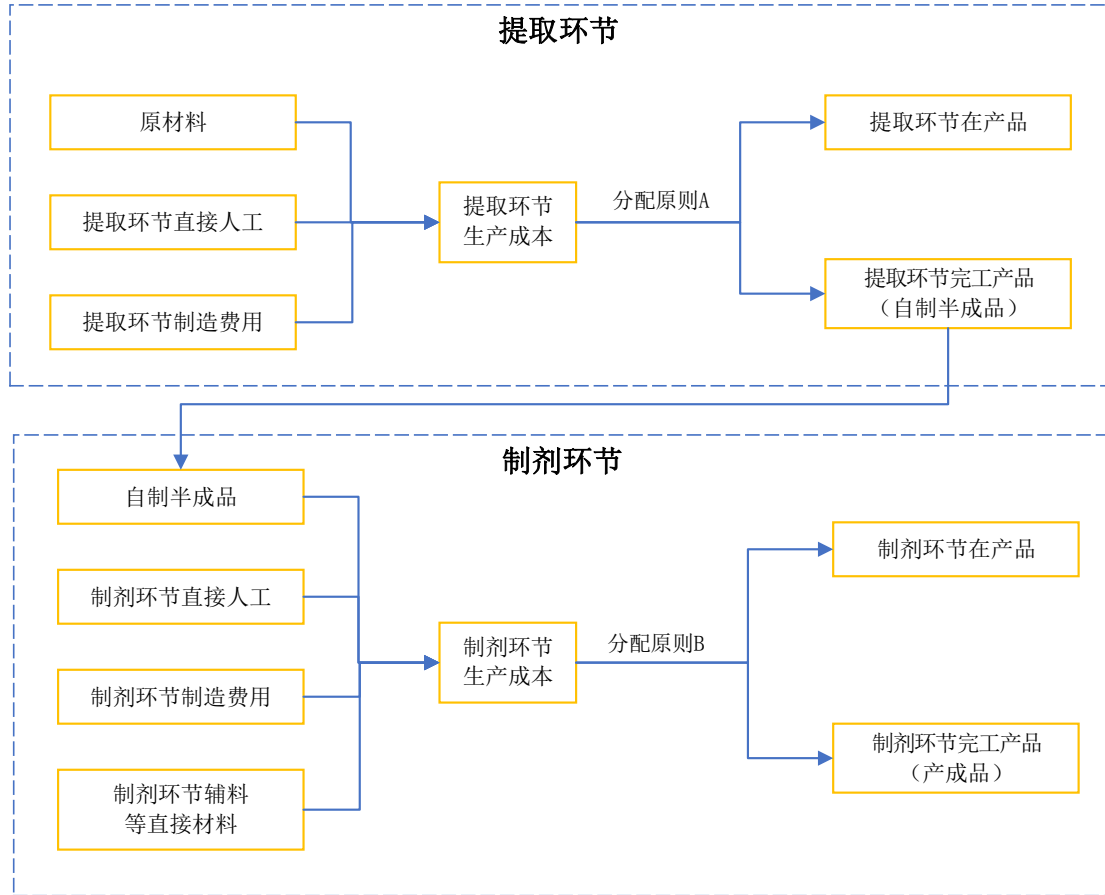 提取环节
原材料
提取环节在产品
提取环节直接人工
提取环节
生产成本
分配原则A
提取环节制造费用
提取环节完工产品
（自制半成品）
制剂环节
自制半成品
制剂环节在产品
制剂环节直接人工
制剂环节
生产成本
分配原则B
制剂环节制造费用
制剂环节完工产品
（产成品）
制剂环节辅料
等直接材料